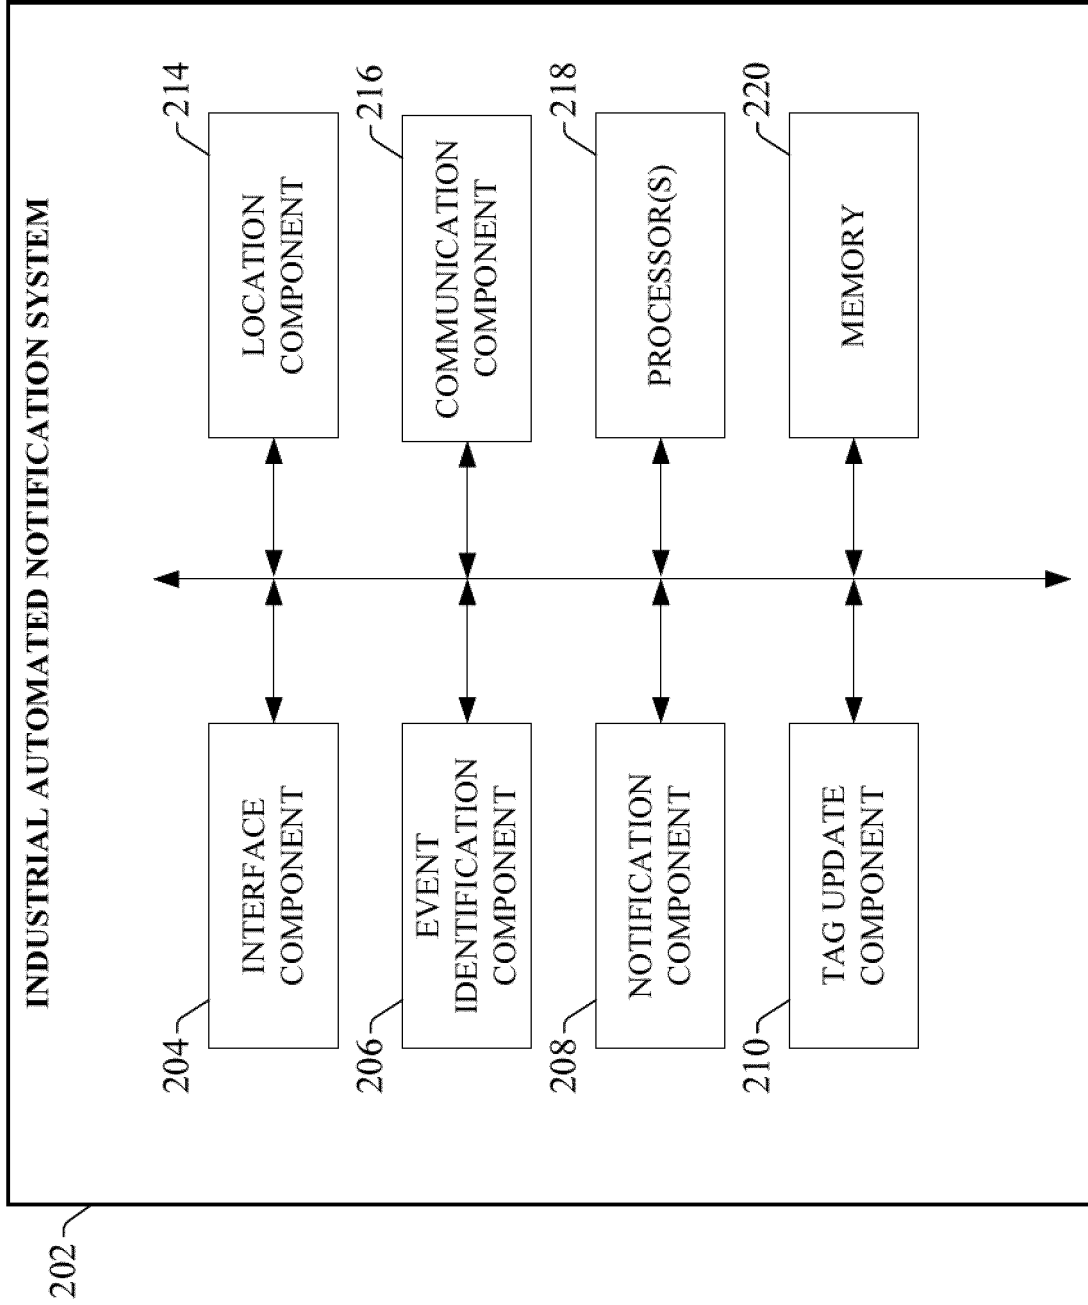 INDUSTRIAL AUTOMATED NOTIFICATION SYSTEM
202
204
INTERFACE
COMPONENT
214
LOCATION
COMPONENT
206
EVENT
IDENTIFICATION
COMPONENT
216
COMMUNICATION
COMPONENT
208
NOTIFICATION
COMPONENT
218
PROCESSOR(S)
210
TAG UPDATE
COMPONENT
220
MEMORY